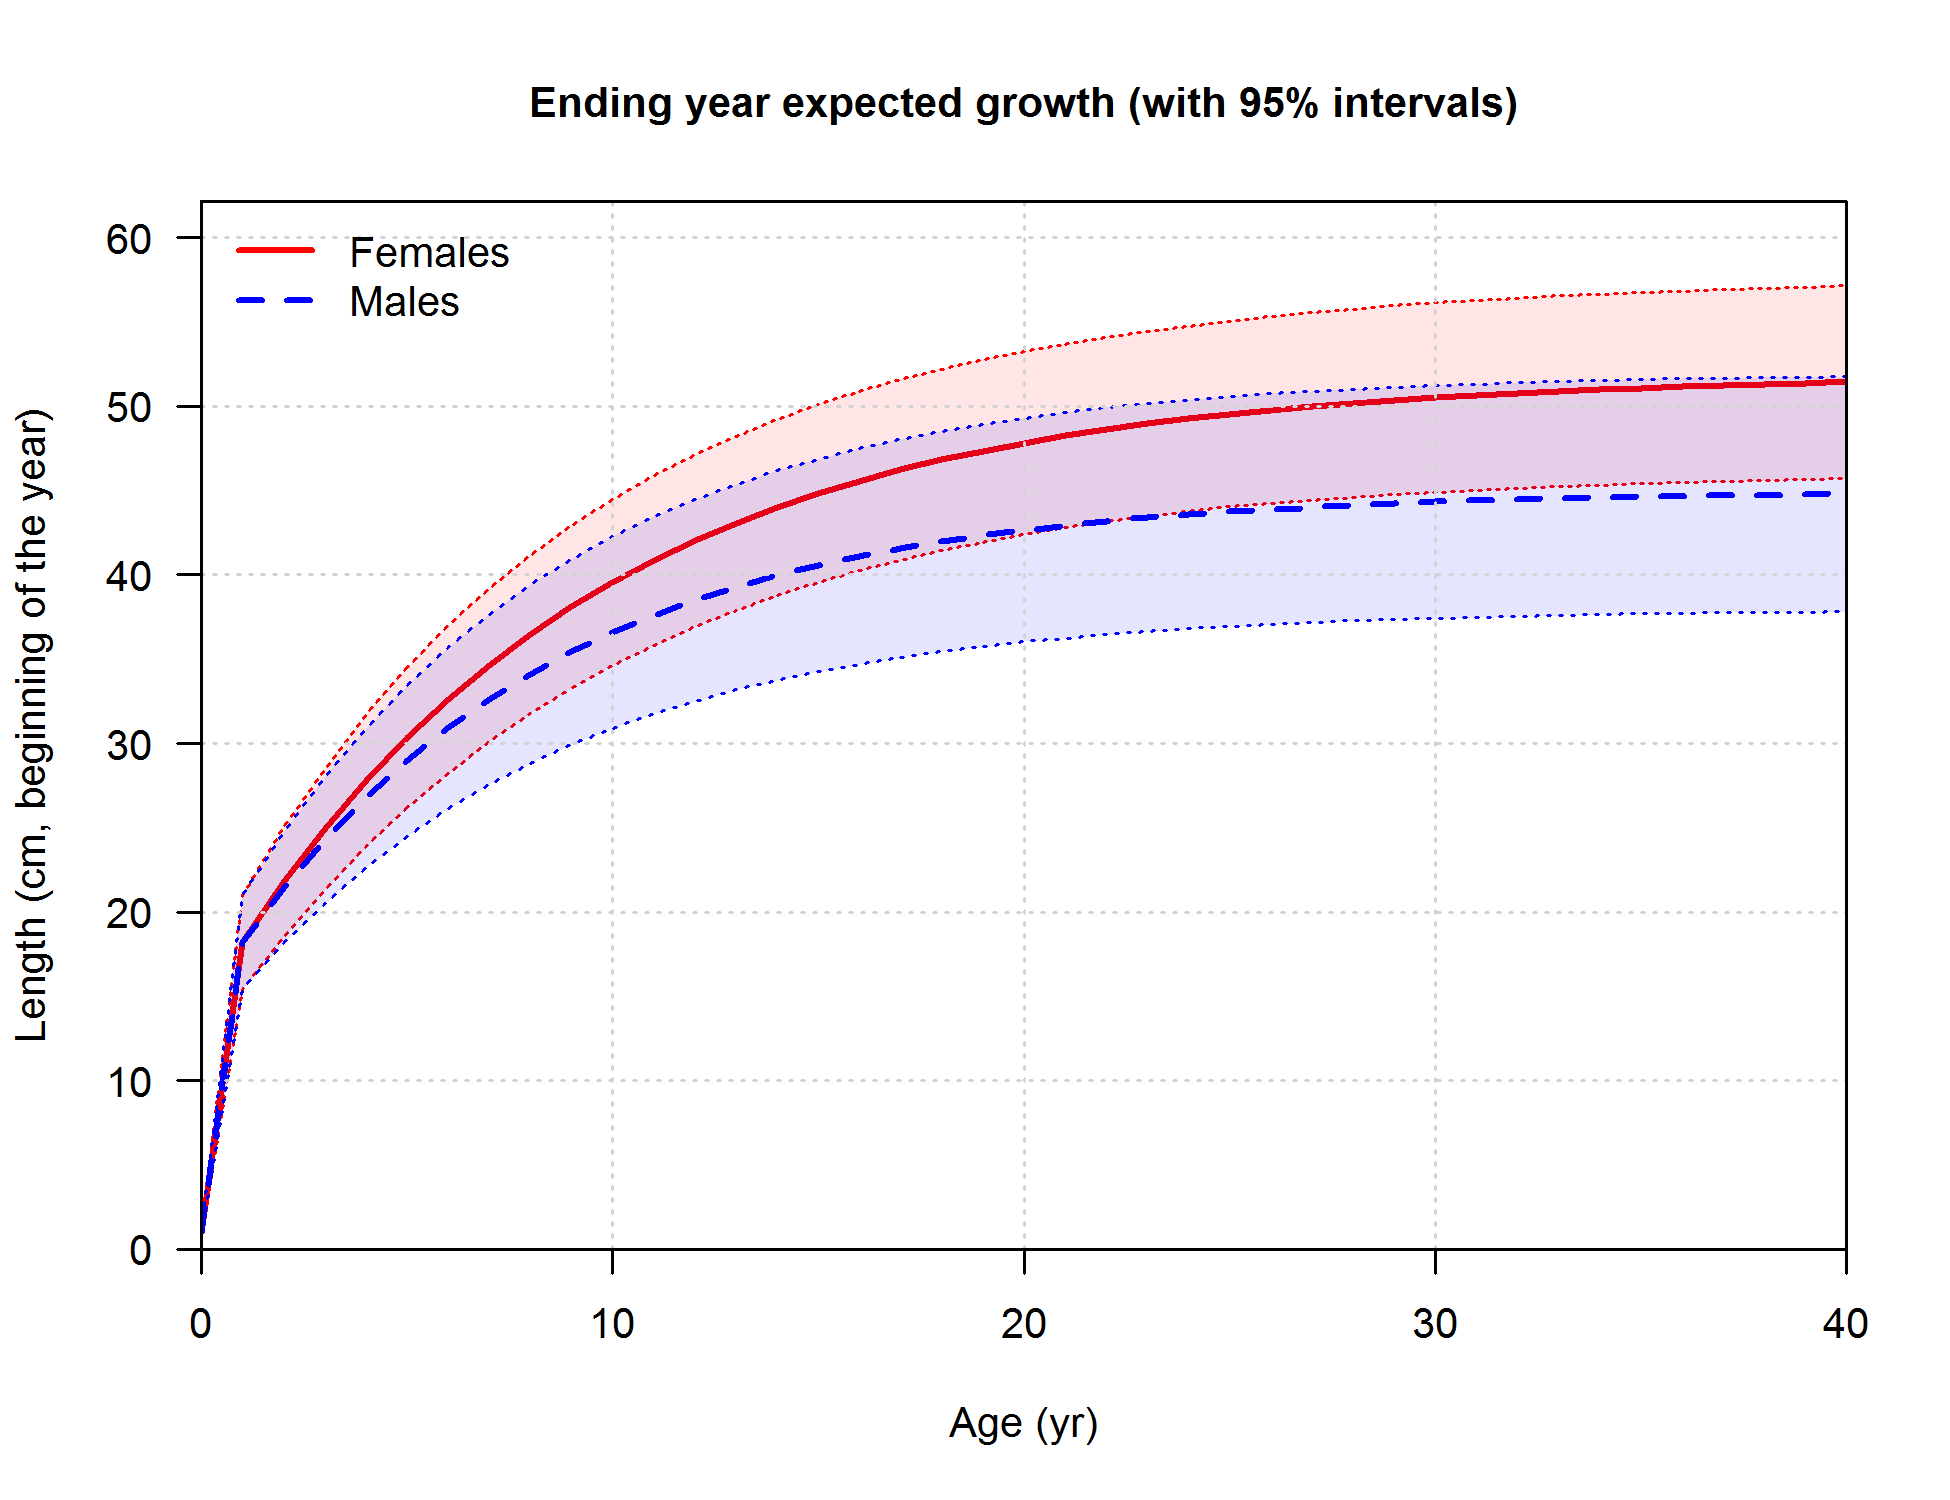 Ending year expected growth (with 95% intervals)
Females
Males
60
50
40
30
20
10
0
Length (cm, beginning of the year)
0 10 20 30 40
Age (yr)